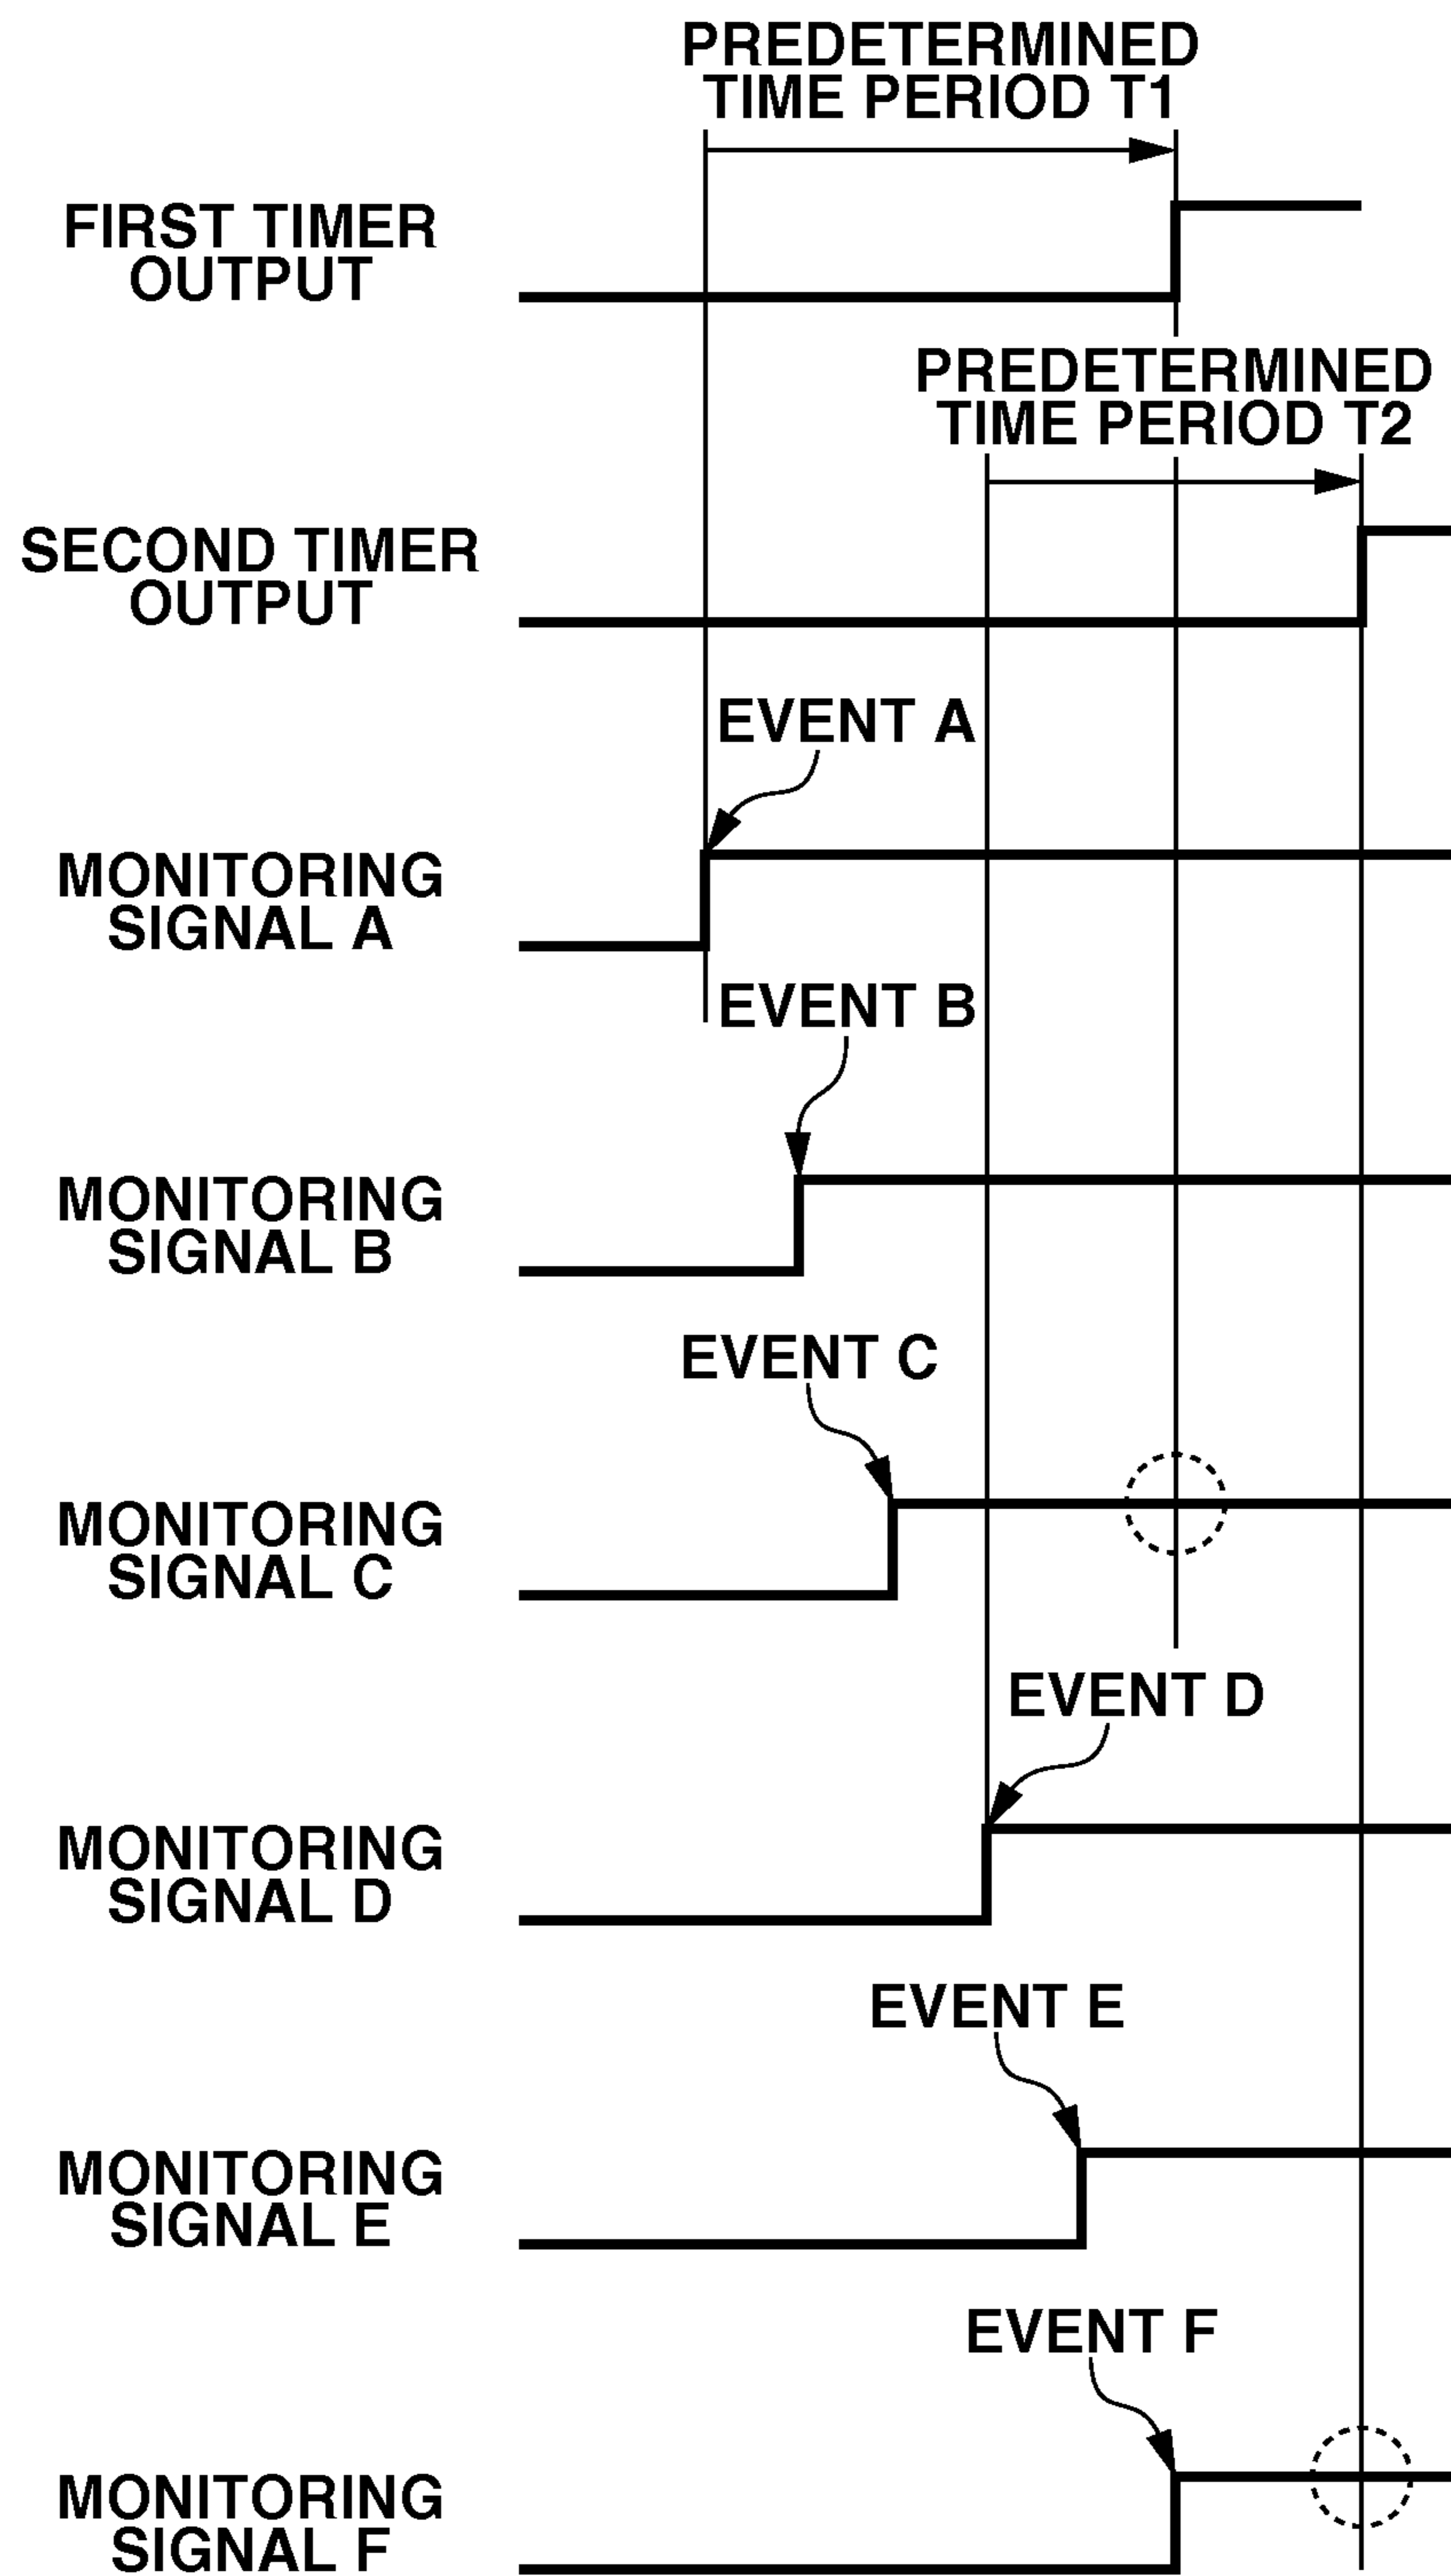 PREDETERMINED
TIME PERIOD T1
FIRST TIMER
OUTPUT
PREDETERMINED
TIME PERIOD T2
SECOND TIMER
OUTPUT
EVENT A
MONITORING
SIGNAL A
EVENT B
MONITORING
SIGNAL B
EVENT C
MONITORING
SIGNAL C
EVENT D
MONITORING
SIGNAL D
EVENT E
MONITORING
SIGNAL E
EVENT F
MONITORING
SIGNAL F